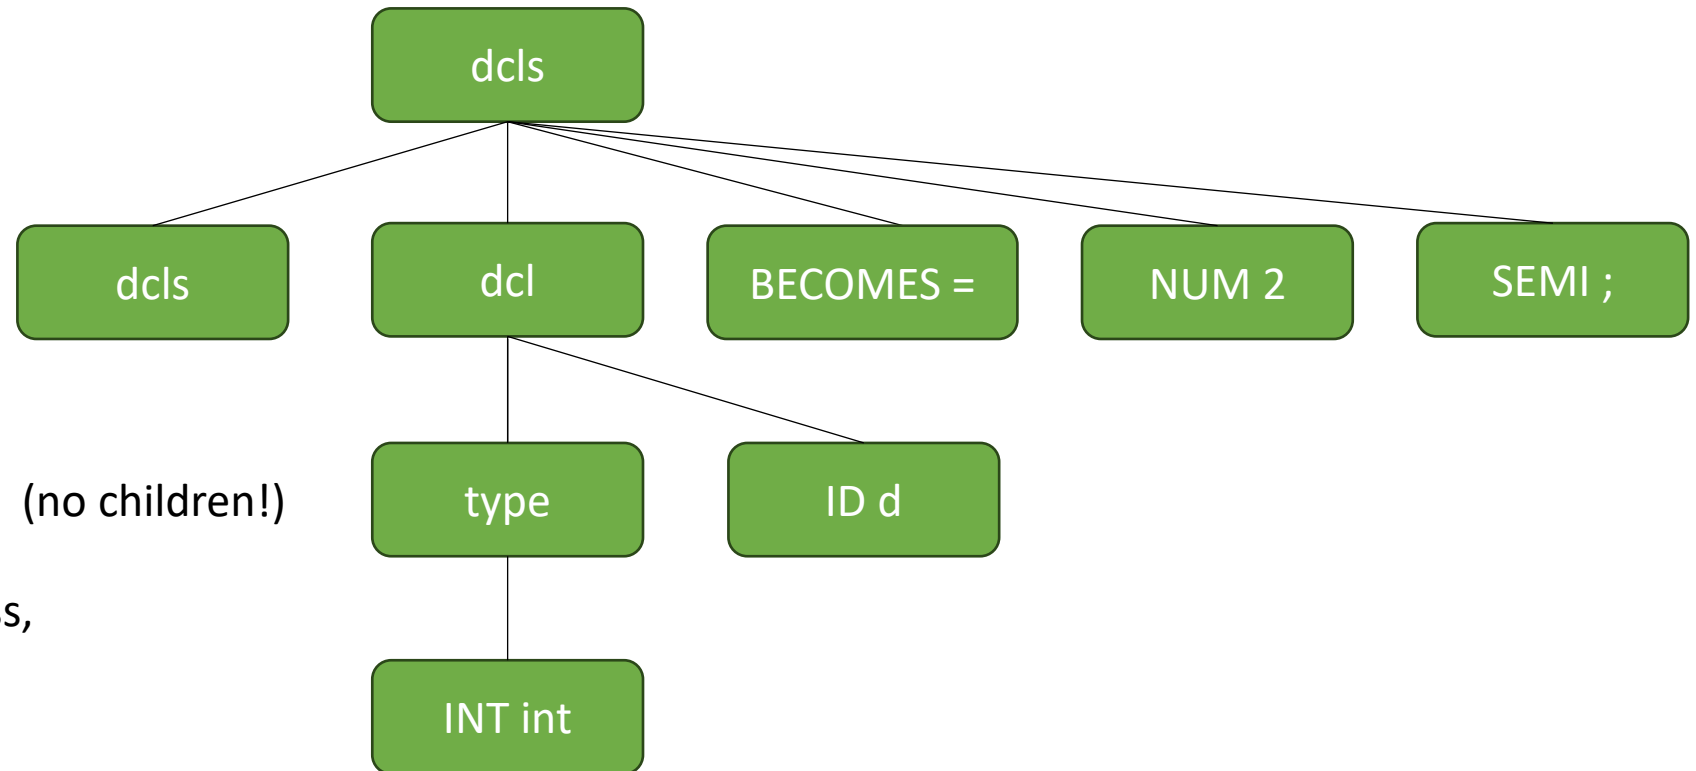 dcls
dcls
dcl
BECOMES =
NUM 2
SEMI ;
(no children!)
type
ID d
INT int